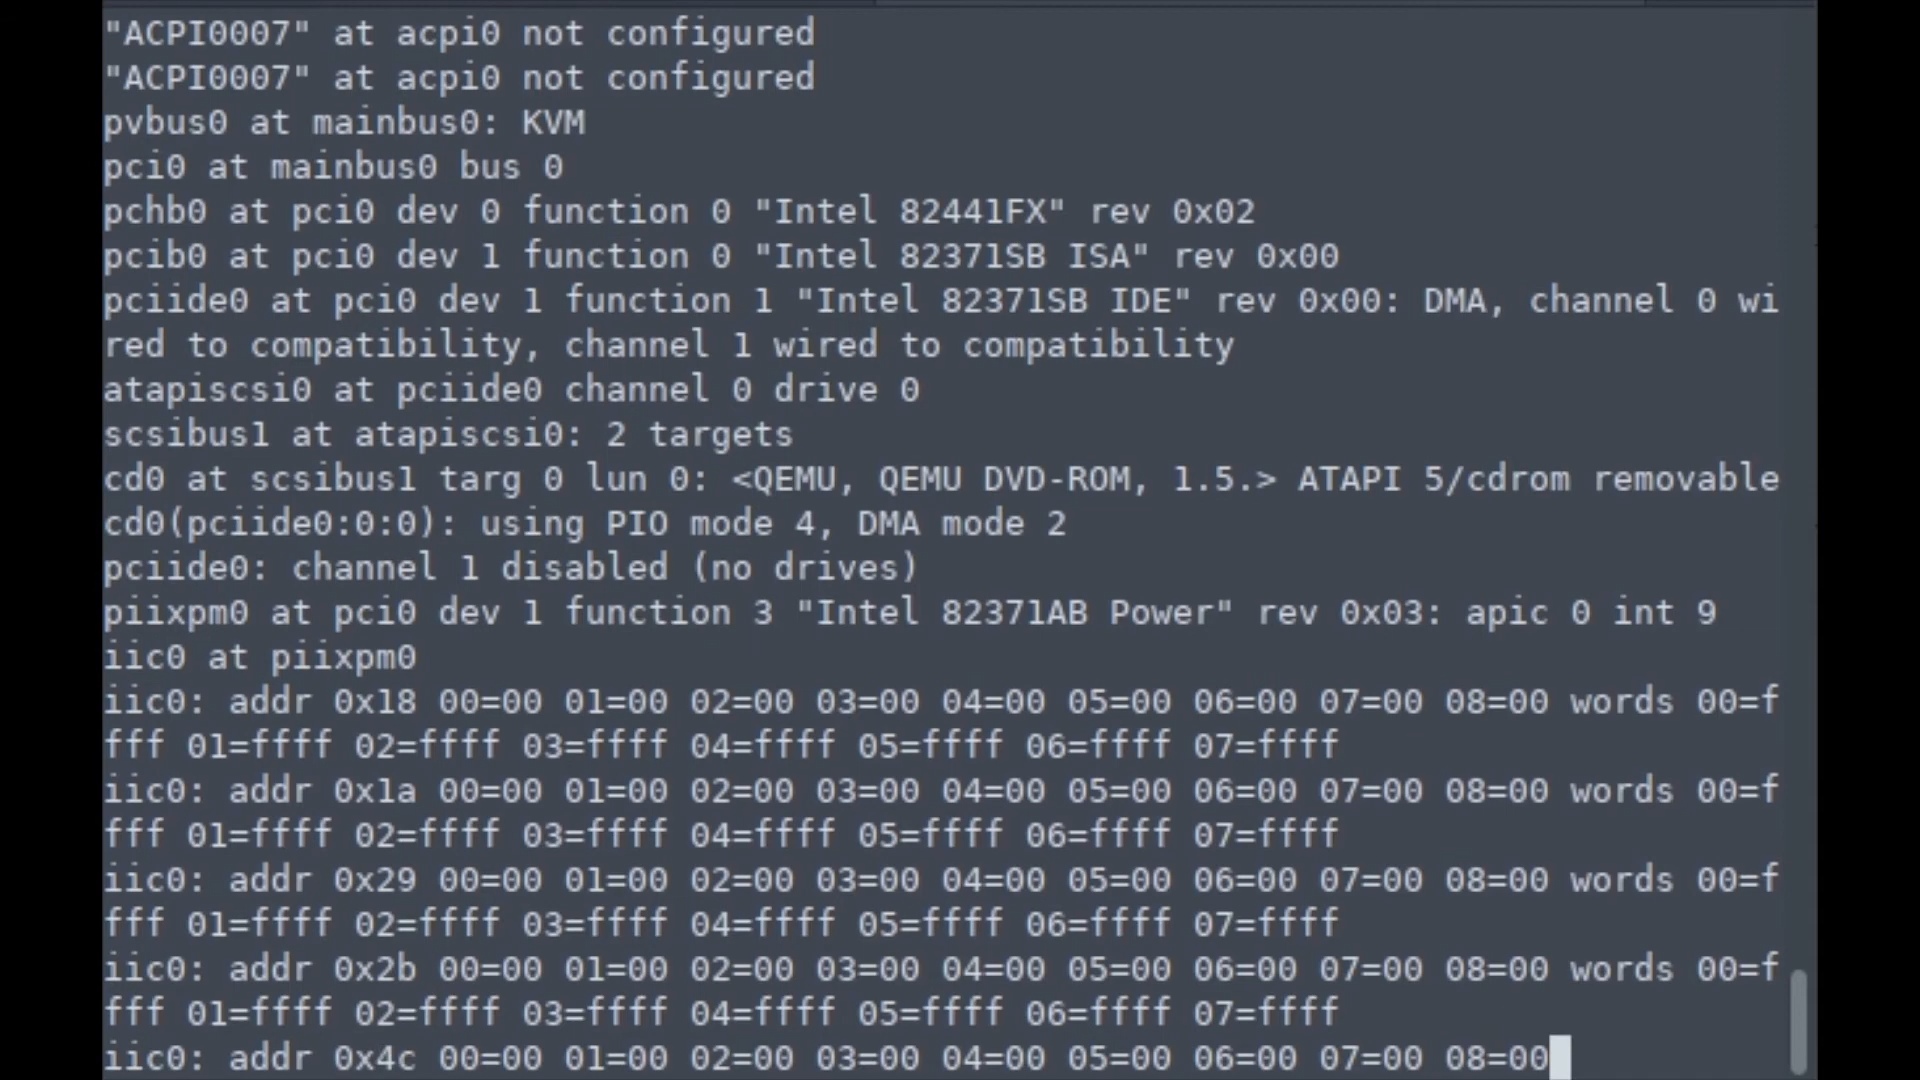 "ACPI0007" at acpi0 not configured
"ACPI0007" at acpi0 not configured
pvbus0 at mainbus0: KVM
pci0 at mainbus0 bus 0
pchb0 at pci0 dev 0 function 0 "Intel 82441FX" rev 0x02
pcib0 at pci0 dev 1 function 0 "Intel 82371SB ISA" rev 0x00
pciide0 at pci0 dev 1 function 1 "Intel 82371SB IDE" rev 0x00: DMA, channel 0 wi
red to compatibility, channel 1 wired to compatibility
atapiscsi0 at pciide0 channel 0 drive 0
scsibus1 at atapiscsi0: 2 targets
cd0 at scsibus1 targ 0 lun 0: <QEMU, QEMU DVD-ROM, 1.5.> ATAPI 5/cdrom removable
cd0(pciide0:0:0): using PIO mode 4, DMA mode 2
pciide0: channel 1 disabled (no drives)
piixpm0 at pci0 dev 1 function 3 "Intel 82371AB Power" rev 0x03: apic 0 int 9
iic0 at piixpm0
iic0: addr 0x18 00=00 01=00 02=00 03=00 04=00 05=00 06=00 07=00 08=00 words 00=f
fff 01=ffff 02=ffff 03=ffff 04=ffff 05=ffff 06=ffff 07=ffff
iic0: addr 0x1a 00=00 01=00 02=00 03=00 04=00 05=00 06=00 07=00 08=00 words 00=f
fff 01=ffff 02=ffff 03=ffff 04=ffff 05=ffff 06=ffff 07=ffff
iic0: addr 0x29 00=00 01=00 02=00 03=00 04=00 05=00 06=00 07=00 08=00 words 00=f
fff 01=ffff 02=ffff 03=ffff 04=ffff 05=ffff 06=ffff 07=ffff
iic0: addr 0x2b 00=00 01=00 02=00 03=00 04=00 05=00 06=00 07=00 08=00 words 00=f
fff 01=ffff 02=ffff 03=ffff 04=ffff 05=ffff 06=ffff 07=ffff
iic0: addr 0x4c 00=00 01=00 02=00 03=00 04=00 05=00 06=00 07=00 08=00